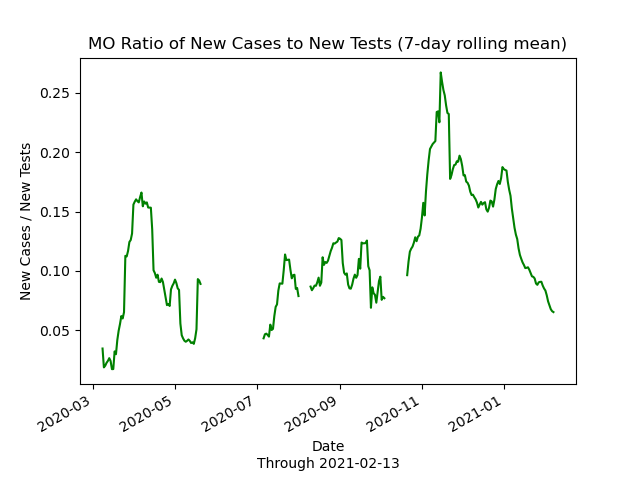 MO Ratio of New Cases to New Tests (7-day rolling mean)
New Cases / New Tests
0.25
0.20
0.15
0.10
0.05
2020-03
2020-05
2020-07
2020-09
2020-11
2021-01
Date
Through 2021-02-13